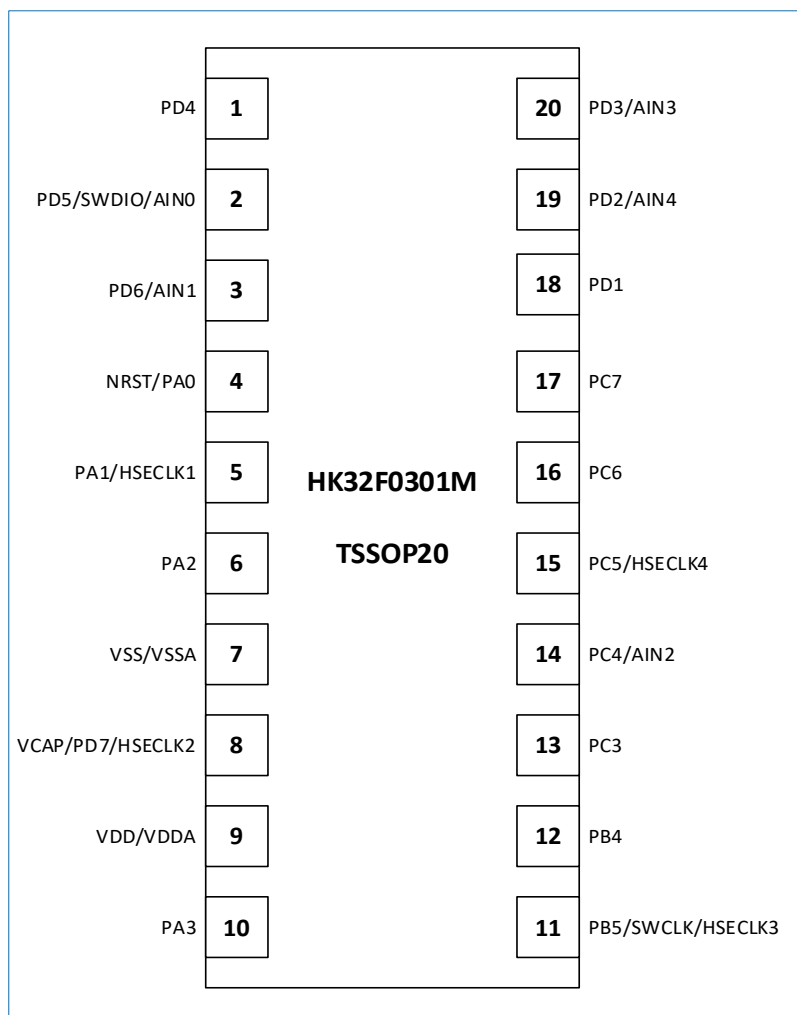 PD4 1 20 PD3/AIN3
PD5/SWDIO/AIN0 2 19 PD2/AIN4
PD6/AIN1 3 18 PD1
NRST/PA0 4 17 PC7
PA1/HSECLK1 5 16 PC6
HK32F0301M
TSSOP20
PA2 6 15 PC5/HSECLK4
VSS/VSSA 7 14 PC4/AIN2
VCAP/PD7/HSECLK2 8 13 PC3
VDD/VDDA 9 12 PB4
PA3 10 11 PB5/SWCLK/HSECLK3